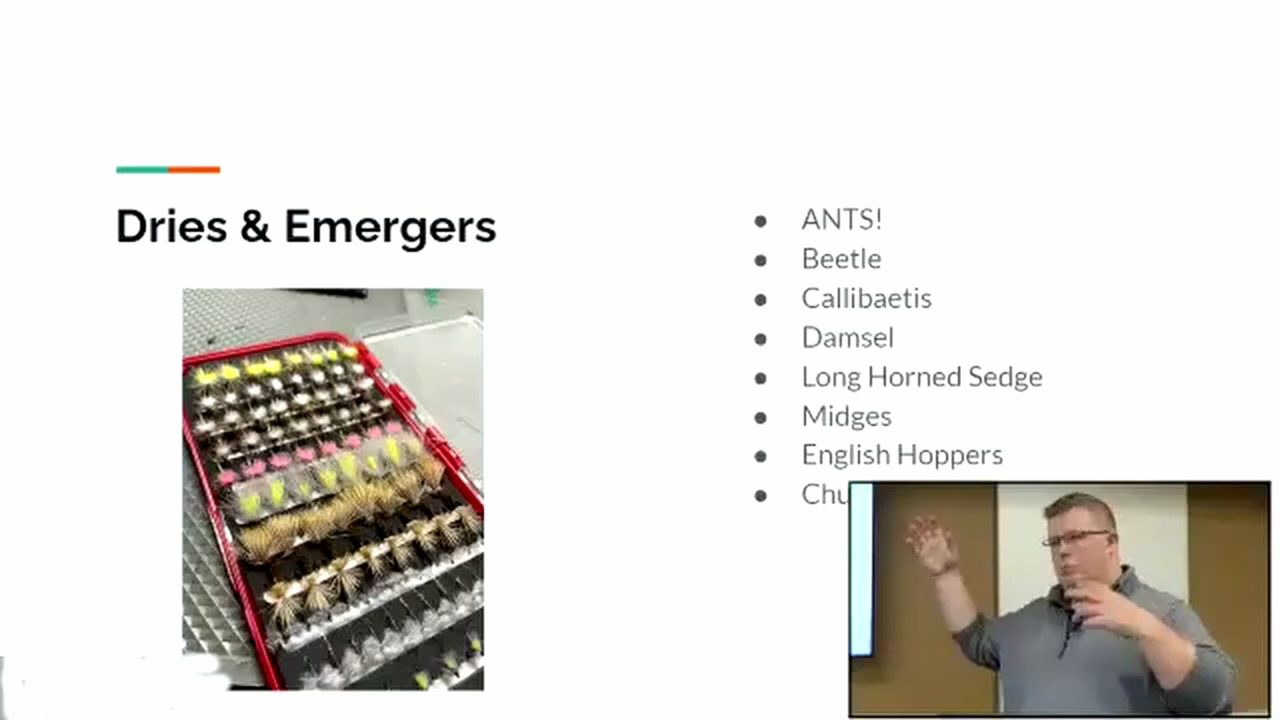 Dries & Emergers
ANTS!
Beetle
Callibaetis
Damsel
Long Horned Sedge
Midges
English Hoppers